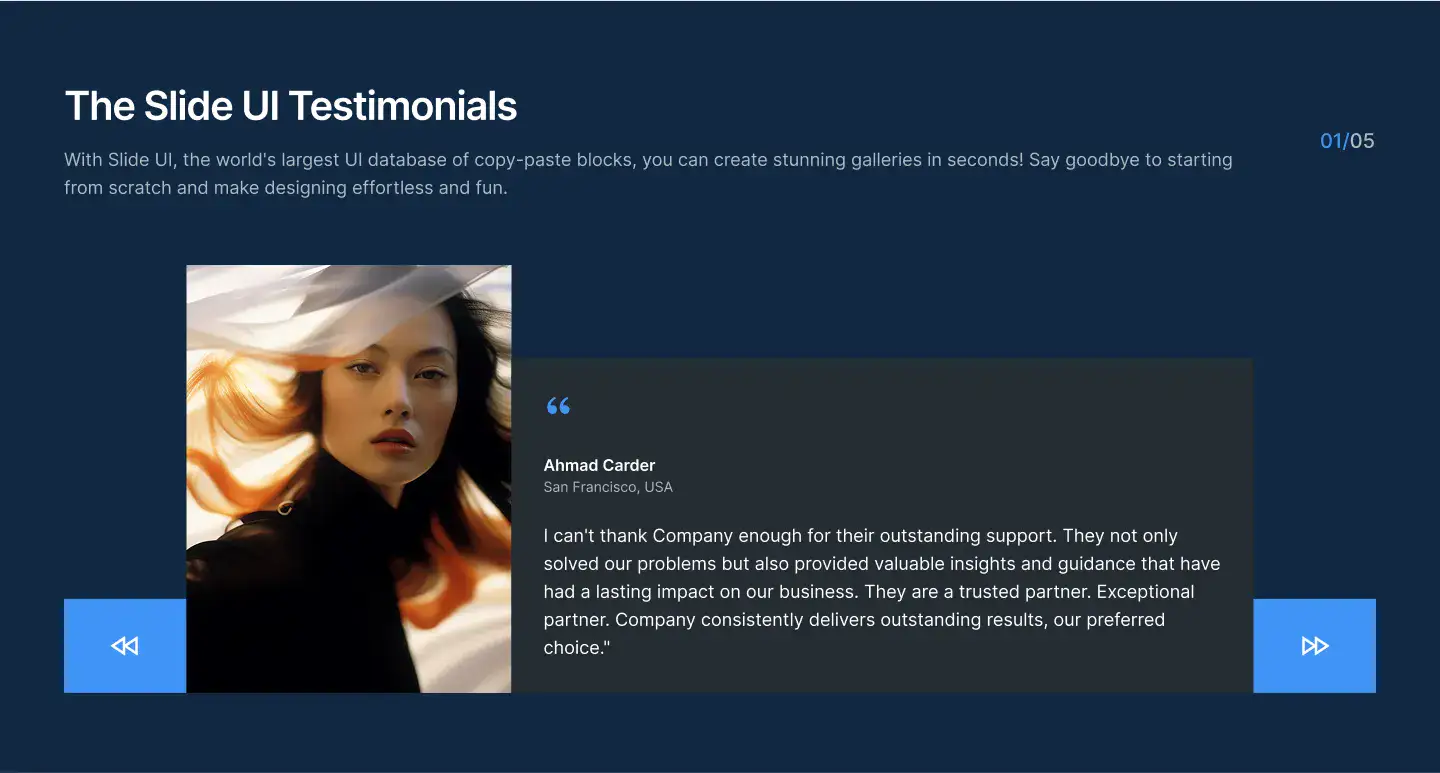 The Slide UI Testimonials
With Slide UI, the world's largest UI database of copy-paste blocks, you can create stunning galleries in seconds! Say goodbye to starting
from scratch and make designing effortless and fun.
01/05
“
Ahmad Carder
San Francisco, USA
I can't thank Company enough for their outstanding support. They not only
solved our problems but also provided valuable insights and guidance that have
had a lasting impact on our business. They are a trusted partner. Exceptional
partner. Company consistently delivers outstanding results, our preferred
choice."